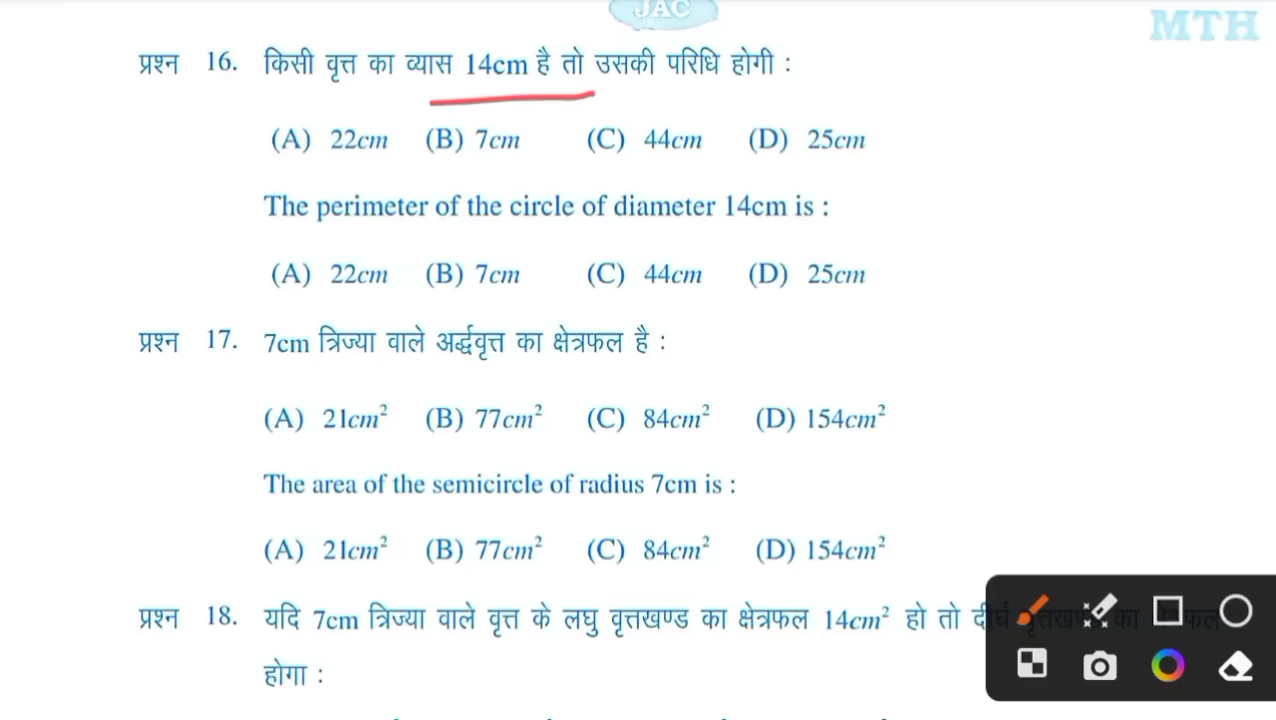 JAC
MTH
प्रश्न 16. किसी वृत्त का व्यास 14cm है तो उसकी परिधि होगी :
(A) 22cm (B) 7cm (C) 44cm (D) 25cm
The perimeter of the circle of diameter 14cm is :
(A) 22cm (B) 7cm (C) 44cm (D) 25cm
प्रश्न 17. 7cm त्रिज्या वाले अर्द्धवृत्त का क्षेत्रफल है :
(A) 21cm² (B) 77cm² (C) 84cm² (D) 154cm²
The area of the semicircle of radius 7cm is :
(A) 21cm² (B) 77cm² (C) 84cm² (D) 154cm²
प्रश्न 18. यदि 7cm त्रिज्या वाले वृत्त के लघु वृत्तखण्ड का क्षेत्रफल 14cm² हो तो दीर्घ वृत्तखण्ड का
होगा :